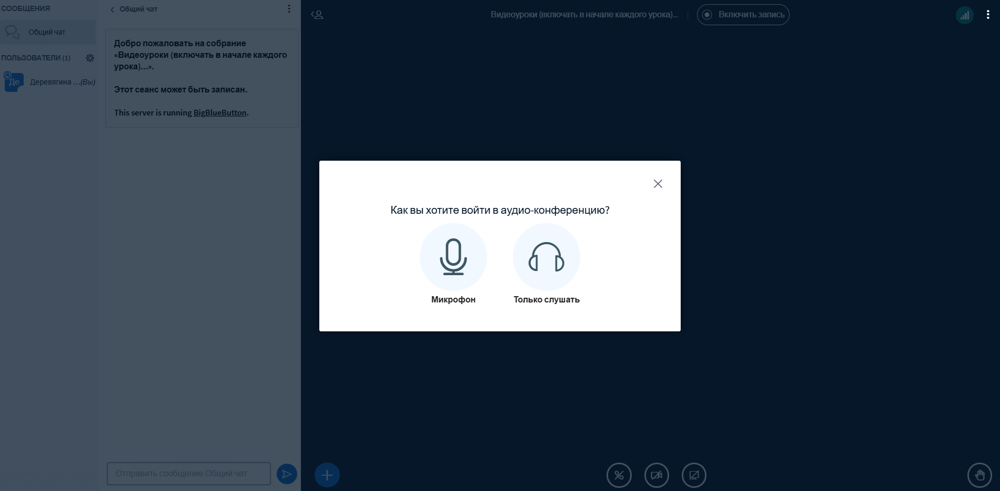 СООБЩЕНИЯ
Общий чат
ПОЛЬЗОВАТЕЛИ (1)
Де
Деревягина ...(Вы)
Общий чат
Добро пожаловать на собрание
«Видеоуроки (включать в начале каждого
урока)...».
Этот сеанс может быть записан.
This server is running BigBlueButton.
Отправить сообщение Общий чат
Видеоуроки (включать в начале каждого урока)...
Включить запись
Как вы хотите войти в аудио-конференцию?
Микрофон
Только слушать